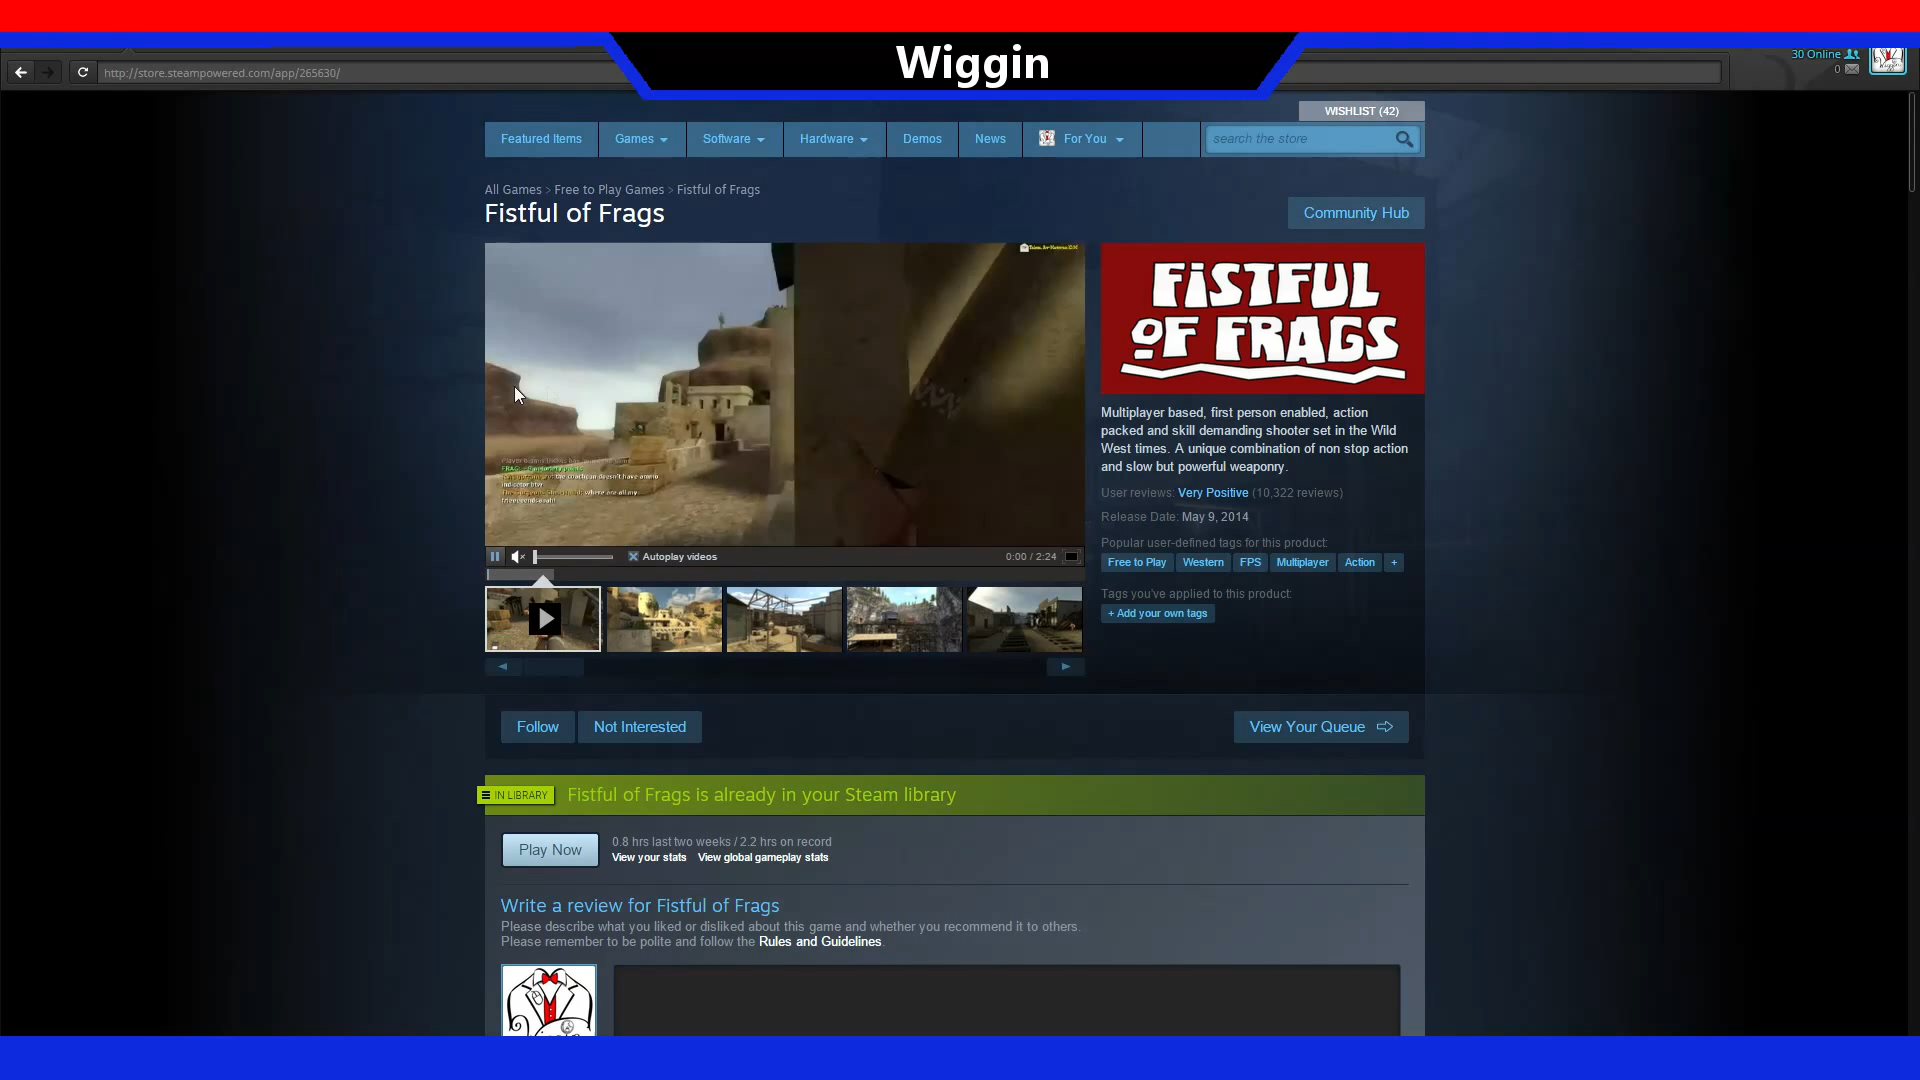 Wiggin
http://store.steampowered.com/app/265630/
30 Online
0
WISHLIST (42)
Featured Items
Games
Software
Hardware
Demos
News
For You
search the store
All Games > Free to Play Games > Fistful of Frags
Fistful of Frags
Community Hub
FISTFUL
OF FRAGS
Multiplayer based, first person enabled, action
packed and skill demanding shooter set in the Wild
West times. A unique combination of non stop action
and slow but powerful weaponry.
User reviews: Very Positive (10,322 reviews)
Release Date: May 9, 2014
Popular user-defined tags for this product:
Free to Play
Western
FPS
Multiplayer
Action
+
Tags you've applied to this product:
+ Add your own tags
doesn't have ammo
where are all my
Autoplay videos
0:00 / 2:24
Follow
Not Interested
View Your Queue
IN LIBRARY
Fistful of Frags is already in your Steam library
Play Now
0.8 hrs last two weeks / 2.2 hrs on record
View your stats
View global gameplay stats
Write a review for Fistful of Frags
Please describe what you liked or disliked about this game and whether you recommend it to others.
Please remember to be polite and follow the Rules and Guidelines.